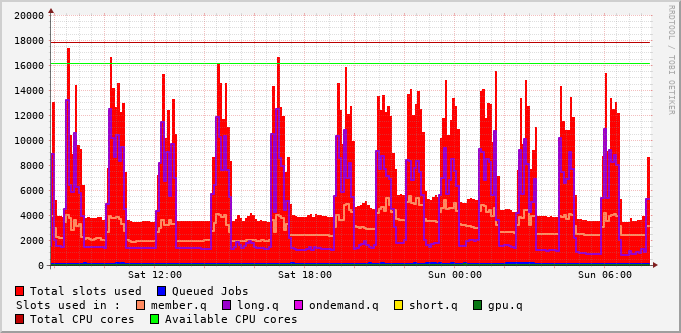 20000
18000
16000
14000
12000
10000
8000
6000
4000
2000
0
Sat 12:00 Sat 18:00 Sun 00:00 Sun 06:00
RRDTOOL / TOBI OETIKER
Total slots used Queued Jobs
Slots used in : member.q long.q ondemand.q short.q gpu.q
Total CPU cores Available CPU cores